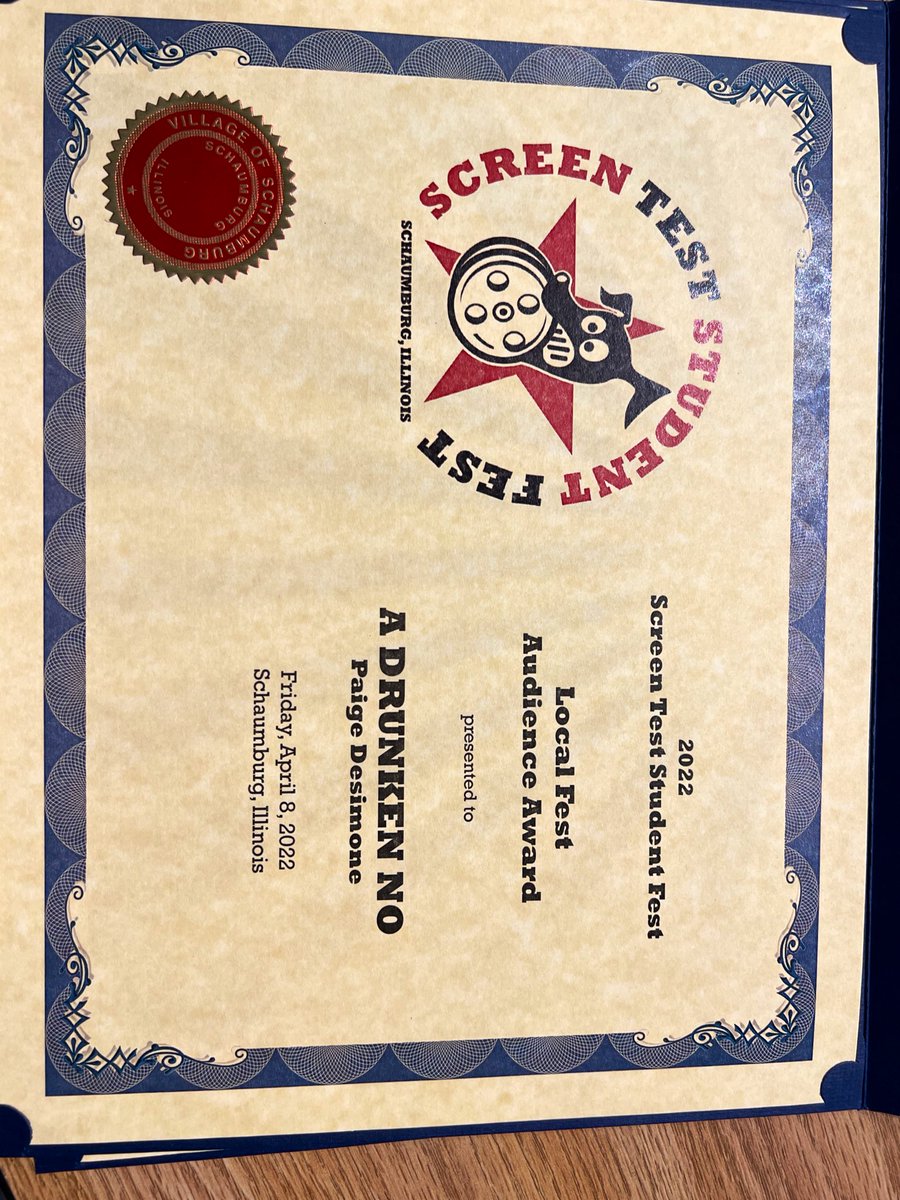 SCREEN TEST STUDENT FEST
SCHAUMBURG, ILLINOIS
2022
Screen Test Student Fest
Local Fest
Audience Award
presented to
A DRUNKEN NO
Paige Desimone
Friday, April 8, 2022
Schaumburg, Illinois
VILLAGE OF SCHAUMBURG
SCHAUMBURG
ILLINOIS